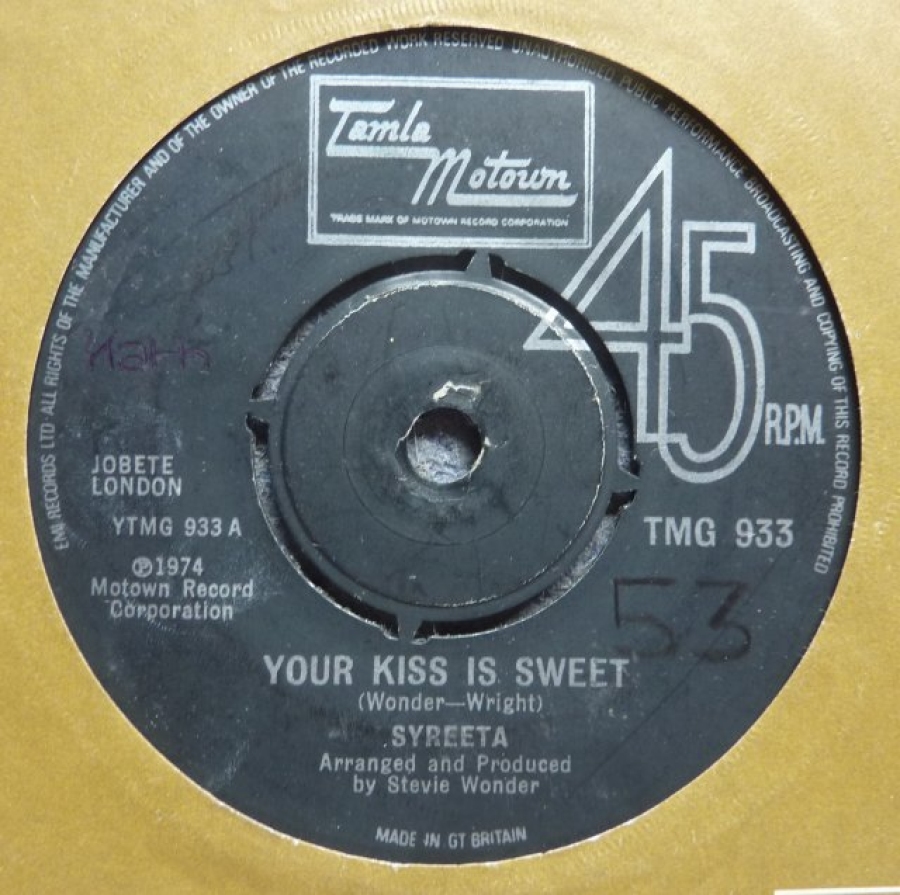 EMI RECORDS LTD ALL RIGHTS OF THE MANUFACTURER AND OF THE OWNER OF THE RECORDED WORK RESERVED UNAUTHORISED PUBLIC PERFORMANCE BROADCASTING AND COPYING OF THIS RECORD PROHIBITED
Tamla
Motown
TRADE MARK OF MOTOWN RECORD CORPORATION
45
R.P.M.
JOBETE
LONDON
YTMG 933 A
TMG 933
℗1974
Motown Record
Corporation
53
YOUR KISS IS SWEET
(Wonder—Wright)
SYREETA
Arranged and Produced
by Stevie Wonder
MADE IN GT BRITAIN